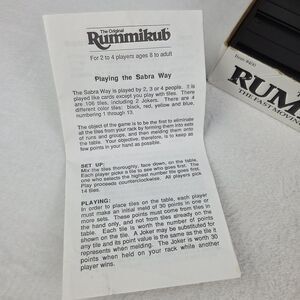 The Original
Rummikub
For 2 to 4 players ages 8 to adult
Playing the Sabra Way
The Sabra Way is played by 2, 3 or 4 people. It is
played like cards except you play with tiles. There
are 106 tiles, including 2 Jokers. There are 4
different color tiles: black, red, yellow and blue,
numbering 1 through 13.
The object of the game is to be the first to eliminate
all the tiles from your rack by forming them into sets
of runs and groups, and then melding them onto
the table. Your objective, therefore, is to keep as
few points in your hand as possible.
SET UP:
Mix the tiles thoroughly, face down, on the table.
Each player picks a tile to see who goes first. The
one who selects the highest number goes first.
Play proceeds counterclockwise. All players pick
14 tiles.
PLAYING:
In order to place tiles on the table, each player
must make an initial meld of 30 points in one or
more sets. These points must come from tiles in
the hand only, and not from tiles already on the
table. Each tile is worth the number of points
shown on the tile. A Joker may be substituted for
any tile and its point value is the same as the tile it
represents when melding. The Joker is worth 30
points when held on your rack while another
player wins.
RUM
THE FAST MOVING